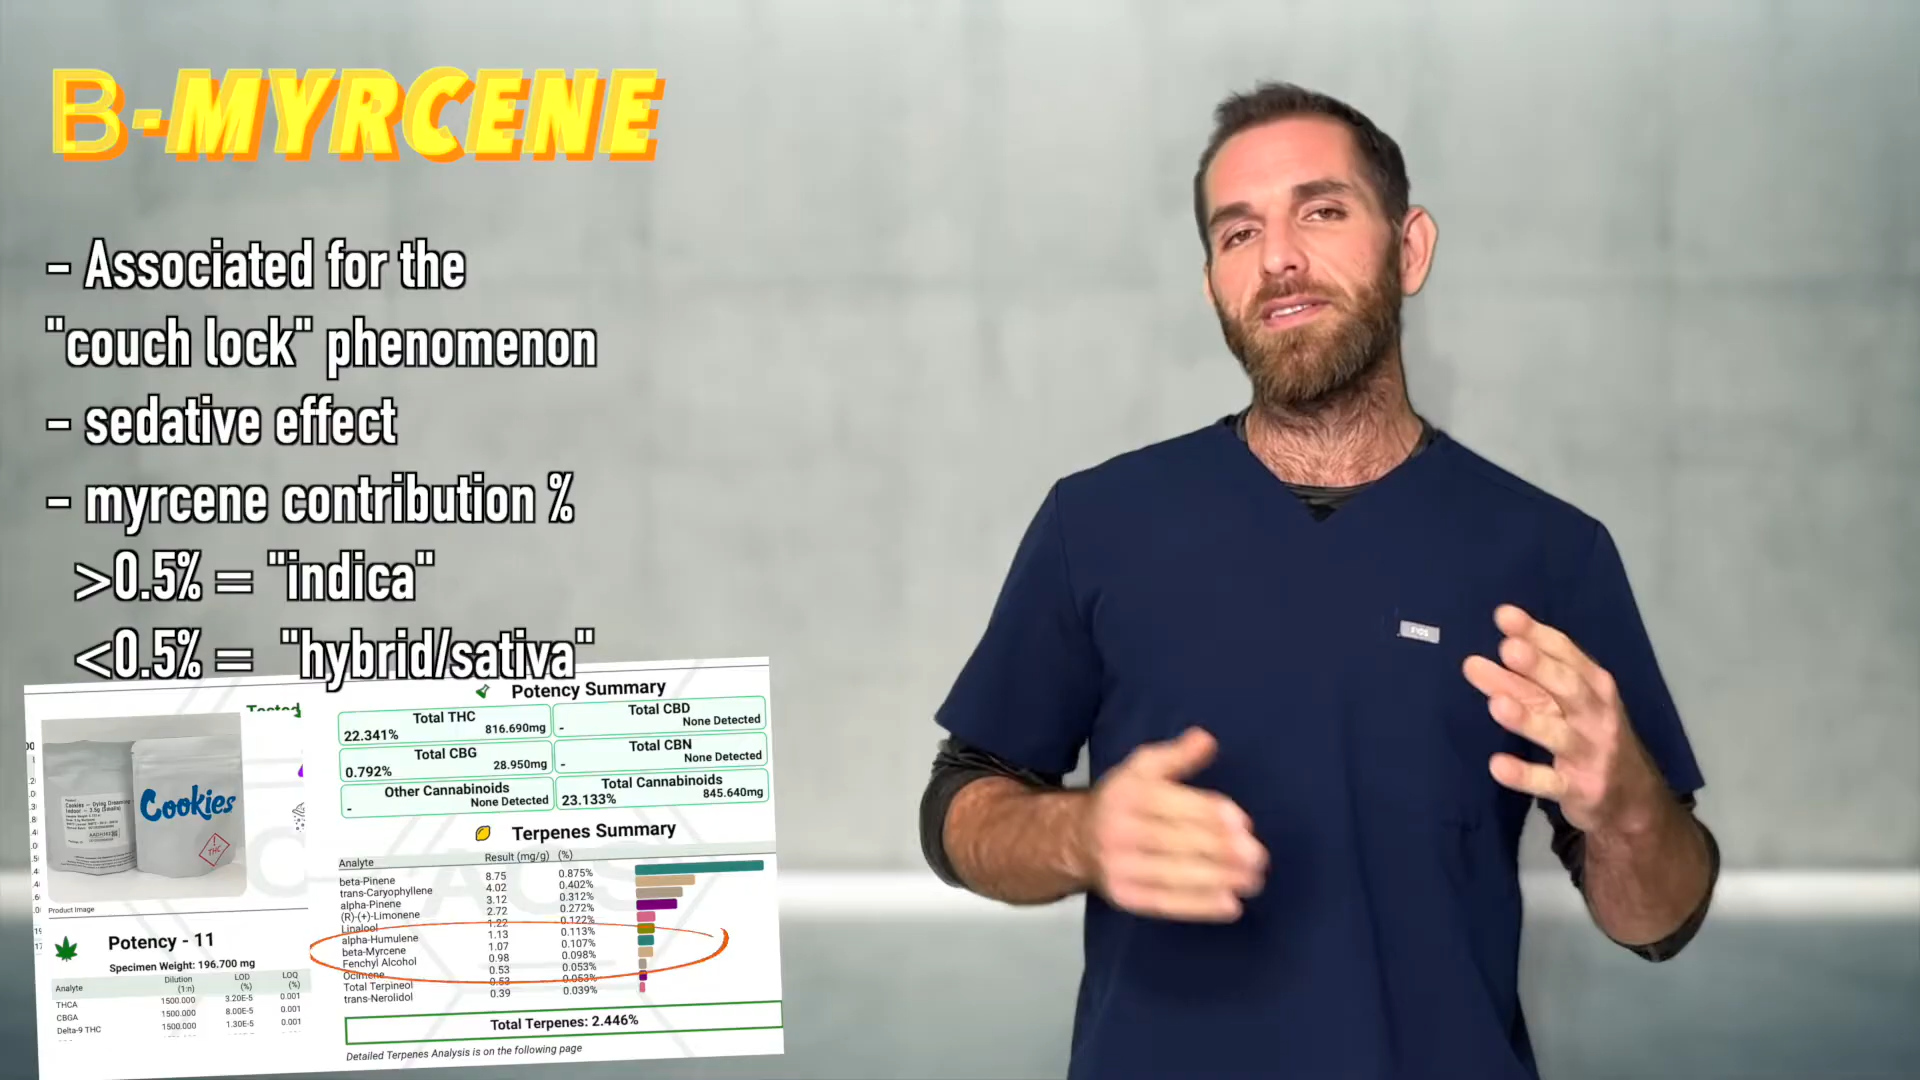 B-MYRCENE
- Associated for the
"couch lock" phenomenon
- sedative effect
- myrcene contribution %
>0.5% = "indica"
<0.5% = "hybrid/sativa"
Tested
Cookies
THC
Product Image
Potency - 11
Specimen Weight: 196.700 mg
Analyte Dilution (1:n) LOD (%) LOQ (%)
THCA 1500.000 3.20E-5 0.001
CBGA 1500.000 8.00E-5 0.001
Delta-9 THC 1500.000 1.30E-5 0.001
Potency Summary
Total THC
22.341% 816.690mg
Total CBD
- None Detected
Total CBG
0.792% 28.950mg
Total CBN
- None Detected
Other Cannabinoids
- None Detected
Total Cannabinoids
23.133% 845.640mg
Terpenes Summary
Analyte Result (mg/g) (%)
beta-Pinene 8.75 0.875%
trans-Caryophyllene 4.02 0.402%
alpha-Pinene 3.12 0.312%
(R)-(+)-Limonene 2.72 0.272%
Linalool 1.22 0.122%
alpha-Humulene 1.13 0.113%
beta-Myrcene 1.07 0.107%
Fenchyl Alcohol 0.98 0.098%
Ocimene 0.53 0.053%
Total Terpineol 0.53 0.053%
trans-Nerolidol 0.39 0.039%
Total Terpenes: 2.446%
Detailed Terpenes Analysis is on the following page
FIGS